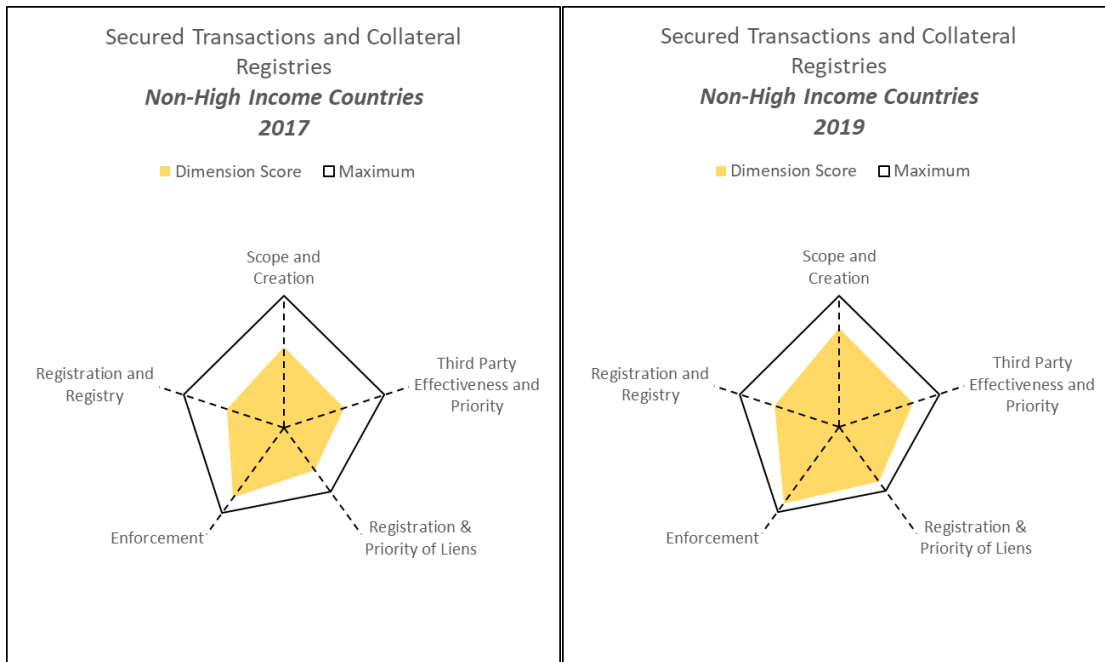 Secured Transactions and Collateral
Registries
Non-High Income Countries
2017
Dimension Score
Maximum
Scope and
Creation
Third Party
Effectiveness and
Priority
Registration and
Registry
Enforcement
Registration &
Priority of Liens
Secured Transactions and Collateral
Registries
Non-High Income Countries
2019
Dimension Score
Maximum
Scope and
Creation
Third Party
Effectiveness and
Priority
Registration and
Registry
Enforcement
Registration &
Priority of Liens